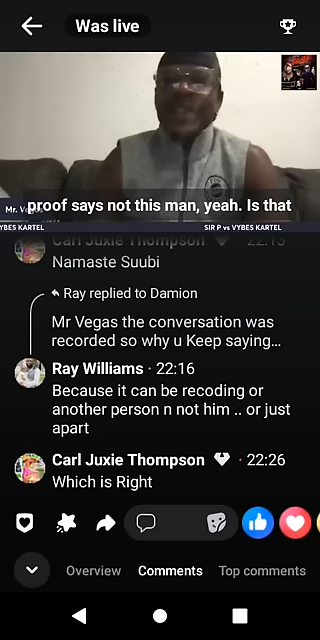 Was live
proof says not this man, yeah. Is that
Mr. Ve
YBES KARTEL
SIR P vs VYBES KARTEL
Carl Juxie Thompson 22:13
Namaste Suubi
Ray replied to Damion
Mr Vegas the conversation was
recorded so why u Keep saying...
Ray Williams · 22:16
Because it can be recoding or
another person n not him .. or just
apart
Carl Juxie Thompson · 22:26
Which is Right
Overview Comments Top comments